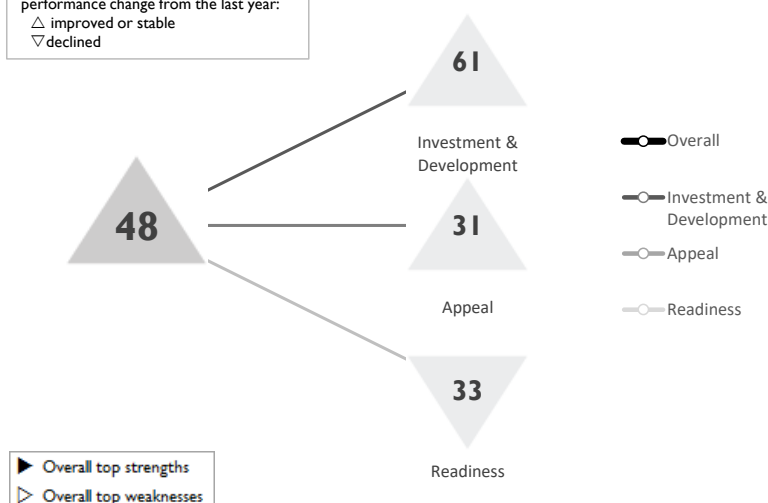 performance change from the last year:
△ improved or stable
▽ declined
61
Investment &
Development
48
31
Appeal
33
Readiness
Overall
Investment &
Development
Appeal
Readiness
▶ Overall top strengths
▷ Overall top weaknesses